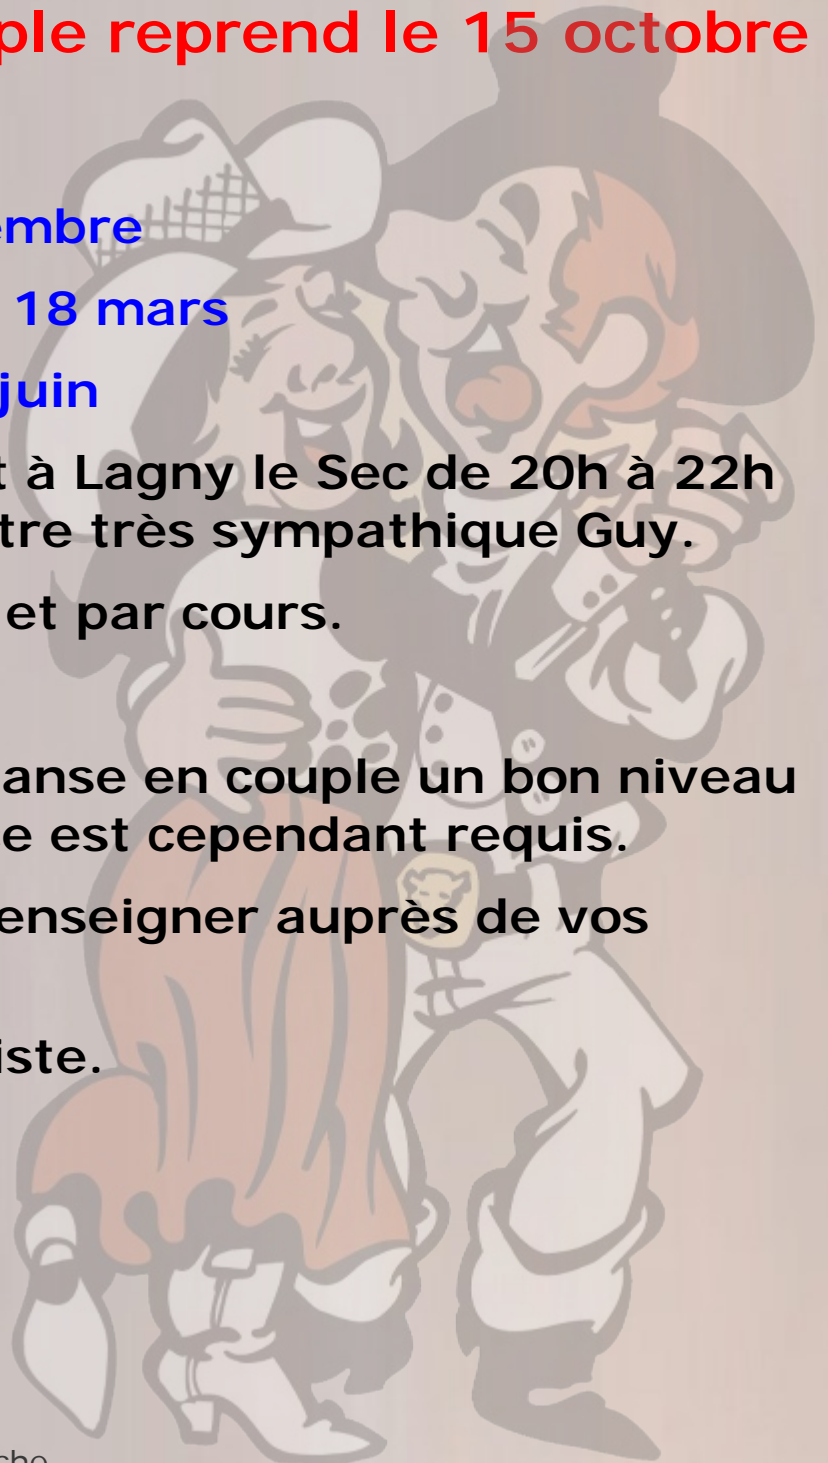 ple reprend le 15 octobre
embre
18 mars
juin
t à Lagny le Sec de 20h à 22h
tre très sympathique Guy.
et par cours.
anse en couple un bon niveau
e est cependant requis.
enseigner auprès de vos
iste.
che